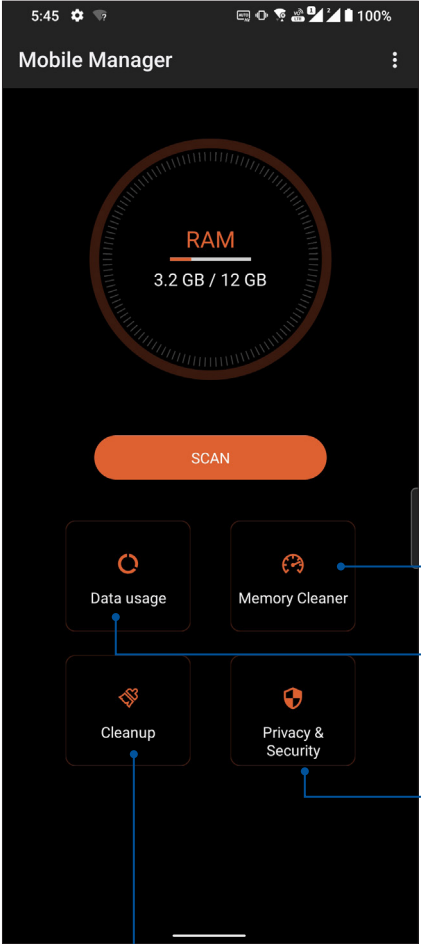 5:45 100%
Mobile Manager
RAM
3.2 GB / 12 GB
SCAN
Data usage
Memory Cleaner
Cleanup
Privacy &
Security